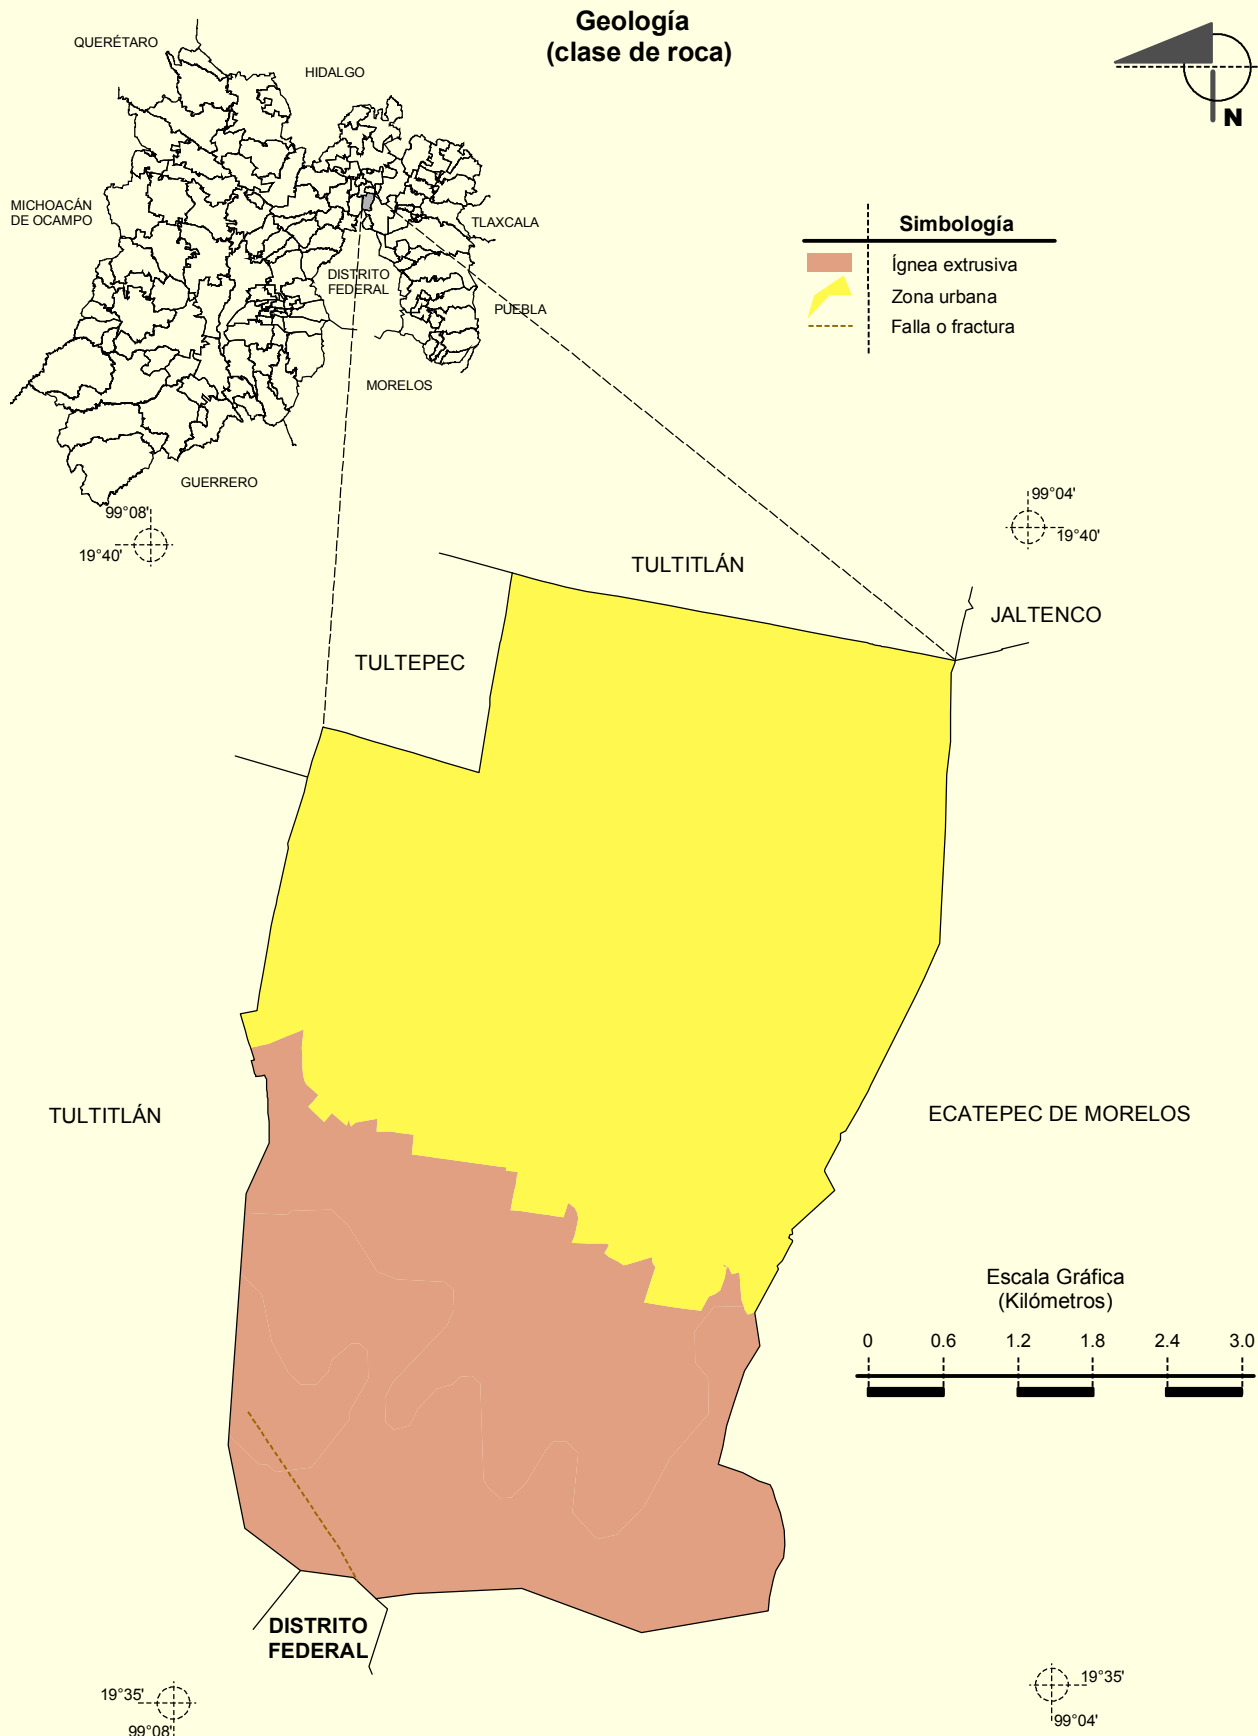 Geología
(clase de roca)
QUERÉTARO
HIDALGO
N
MICHOACÁN
DE OCAMPO
TLAXCALA
DISTRITO
FEDERAL
PUEBLA
MORELOS
GUERRERO
Simbología
Ígnea extrusiva
Zona urbana
Falla o fractura
99°08'
19°40'
99°04'
19°40'
TULTITLÁN
JALTENCO
TULTEPEC
TULTITLÁN
ECATEPEC DE MORELOS
Escala Gráfica
(Kilómetros)
0 0.6 1.2 1.8 2.4 3.0
DISTRITO
FEDERAL
19°35'
99°08'
19°35'
99°04'